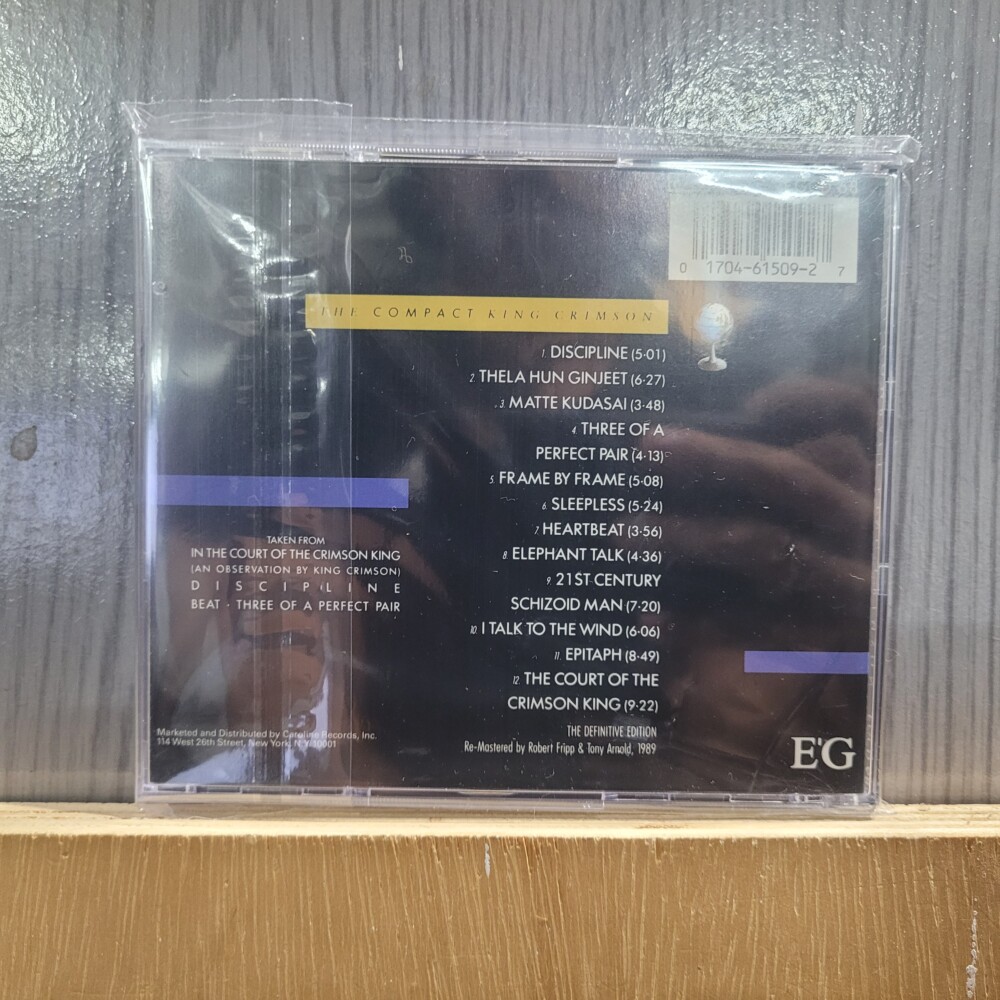 0 1704-61509-2 7
THE COMPACT KING CRIMSON
1. DISCIPLINE (5·01)
2. THELA HUN GINJEET (6·27)
3. MATTE KUDASAI (3·48)
4. THREE OF A
PERFECT PAIR (4·13)
5. FRAME BY FRAME (5·08)
6. SLEEPLESS (5·24)
7. HEARTBEAT (3·56)
8. ELEPHANT TALK (4·36)
9. 21ST CENTURY
SCHIZOID MAN (7·20)
10. I TALK TO THE WIND (6·06)
11. EPITAPH (8·49)
12. THE COURT OF THE
CRIMSON KING (9·22)
TAKEN FROM
IN THE COURT OF THE CRIMSON KING
(AN OBSERVATION BY KING CRIMSON)
DISCIPLINE
BEAT · THREE OF A PERFECT PAIR
THE DEFINITIVE EDITION
Re-Mastered by Robert Fripp & Tony Arnold, 1989
Marketed and Distributed by Caroline Records, Inc.
114 West 26th Street, New York, N.Y. 10001
E'G